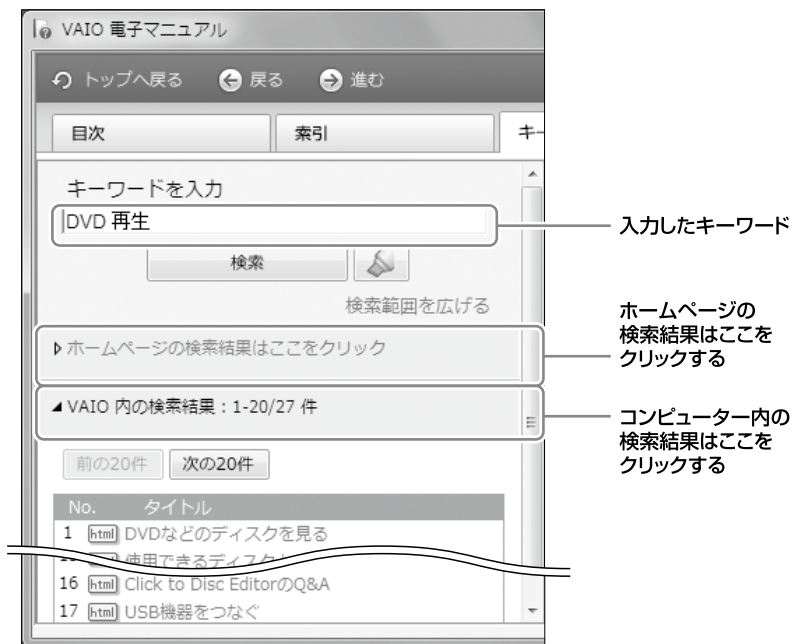 VAIO 電子マニュアル
トップへ戻る 戻る 進む
目次 索引 キー
キーワードを入力
DVD 再生
入力したキーワード
検索
検索範囲を広げる
ホームページの検索結果はここをクリック
ホームページの
検索結果はここを
クリックする
VAIO 内の検索結果：1-20/27 件
コンピューター内の
検索結果はここを
クリックする
前の20件 次の20件
No. タイトル
1 html DVDなどのディスクを見る
使用できるディスク
16 html Click to Disc EditorのQ&A
17 html USB機器をつなぐ